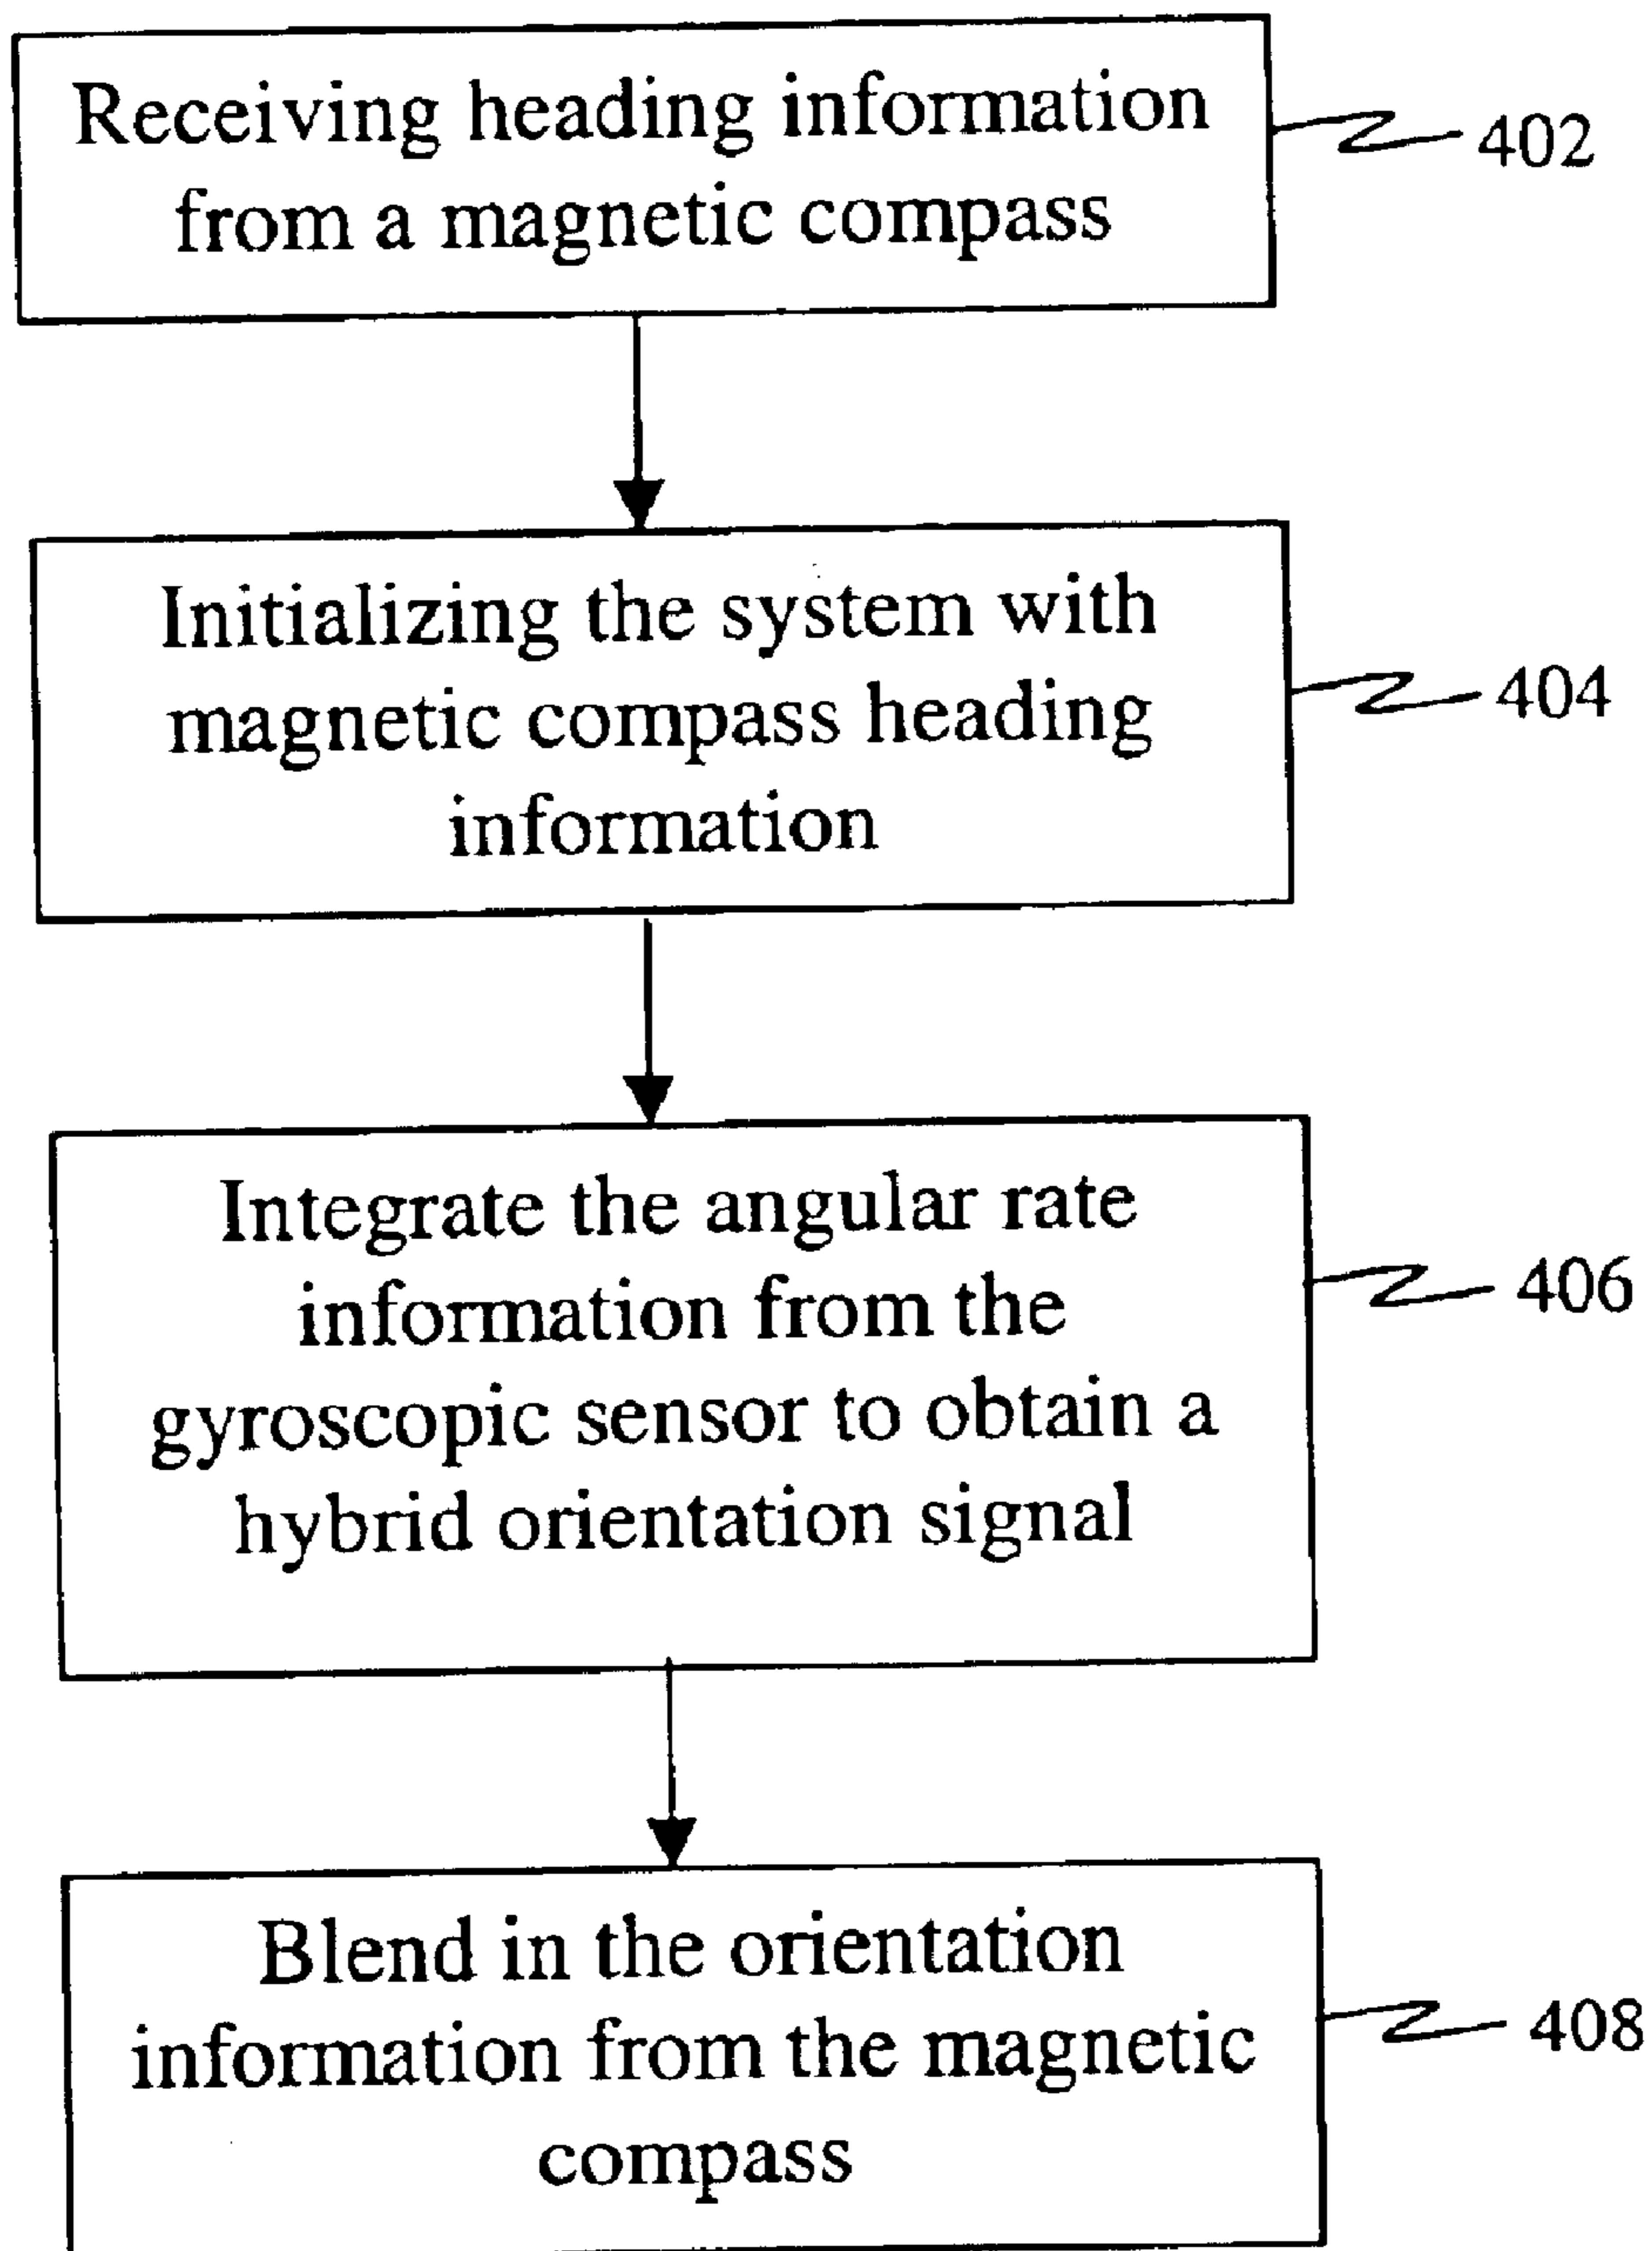 Receiving heading information
from a magnetic compass
402
Initializing the system with
magnetic compass heading
information
404
Integrate the angular rate
information from the
gyroscopic sensor to obtain a
hybrid orientation signal
406
Blend in the orientation
information from the magnetic
compass
408